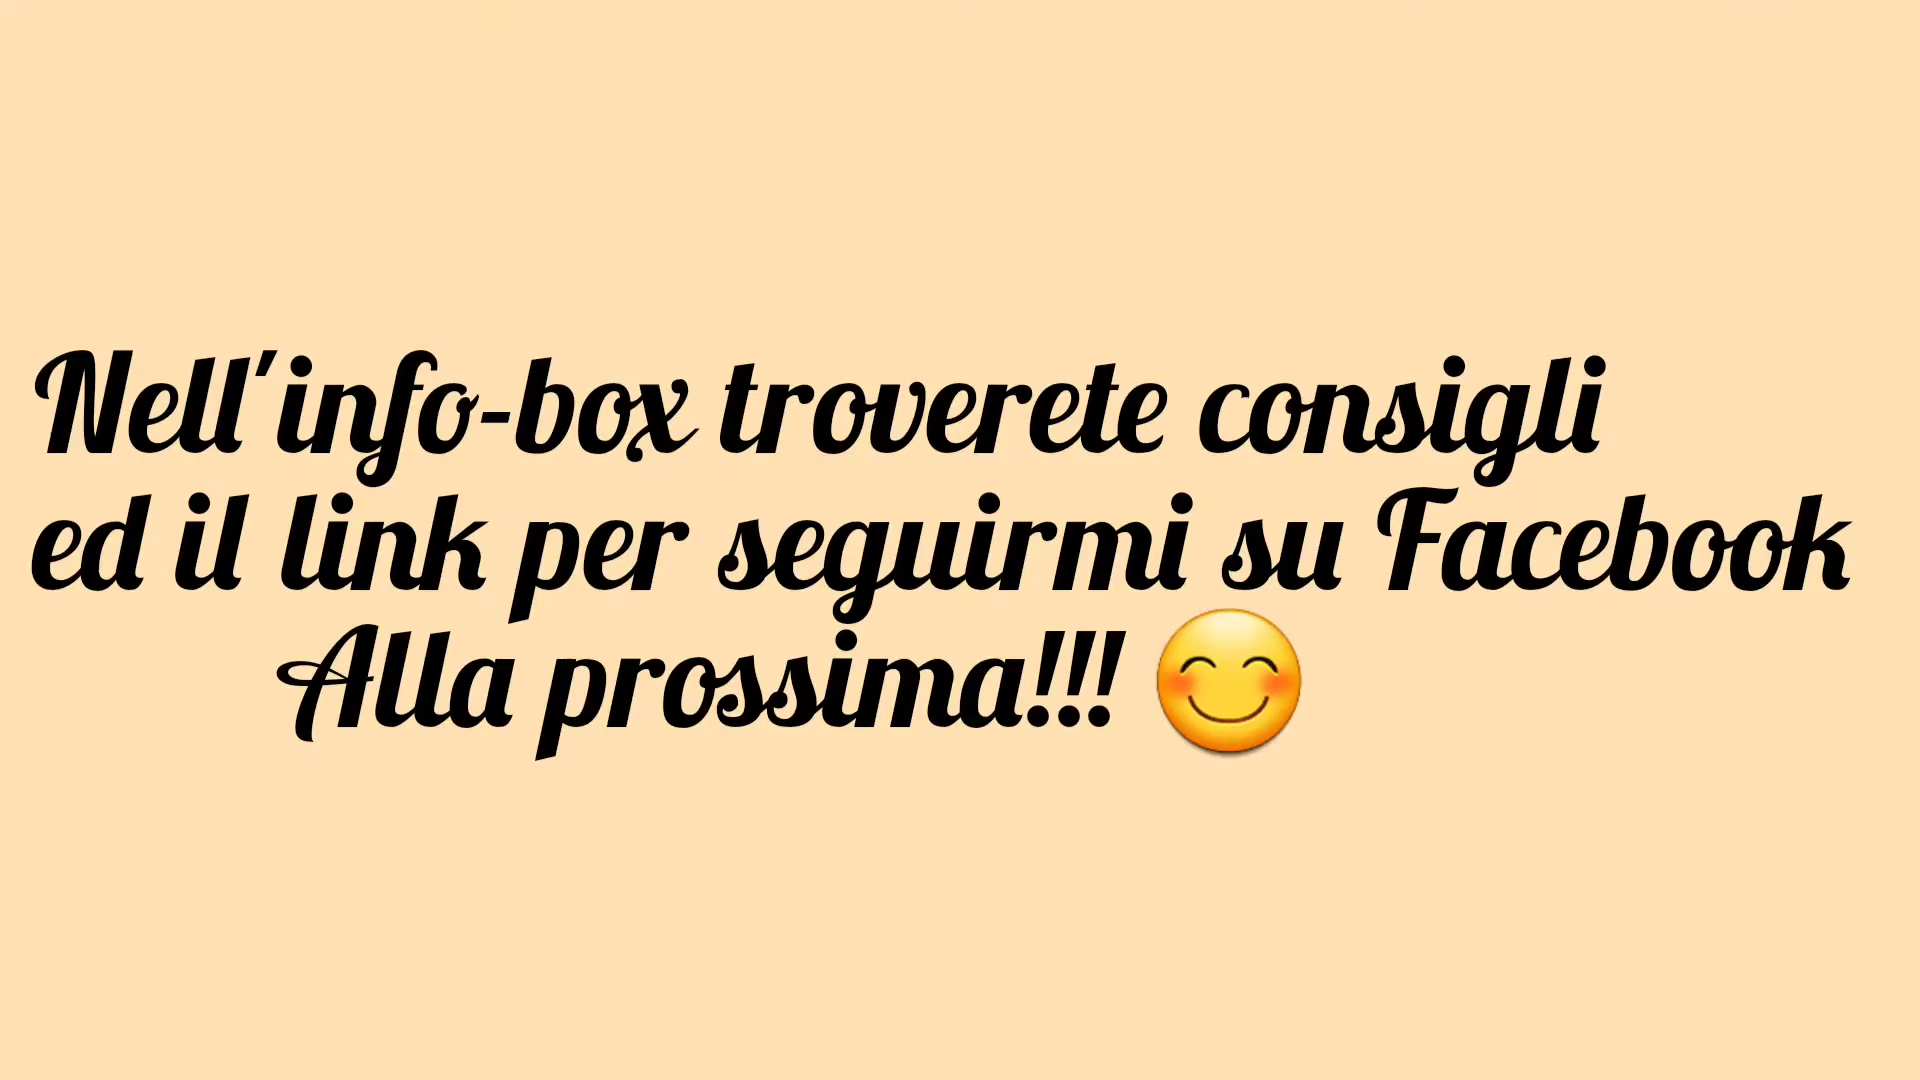 Nell'info-box troverete consigli
ed il link per seguirmi su Facebook
Alla prossima!!! 😊